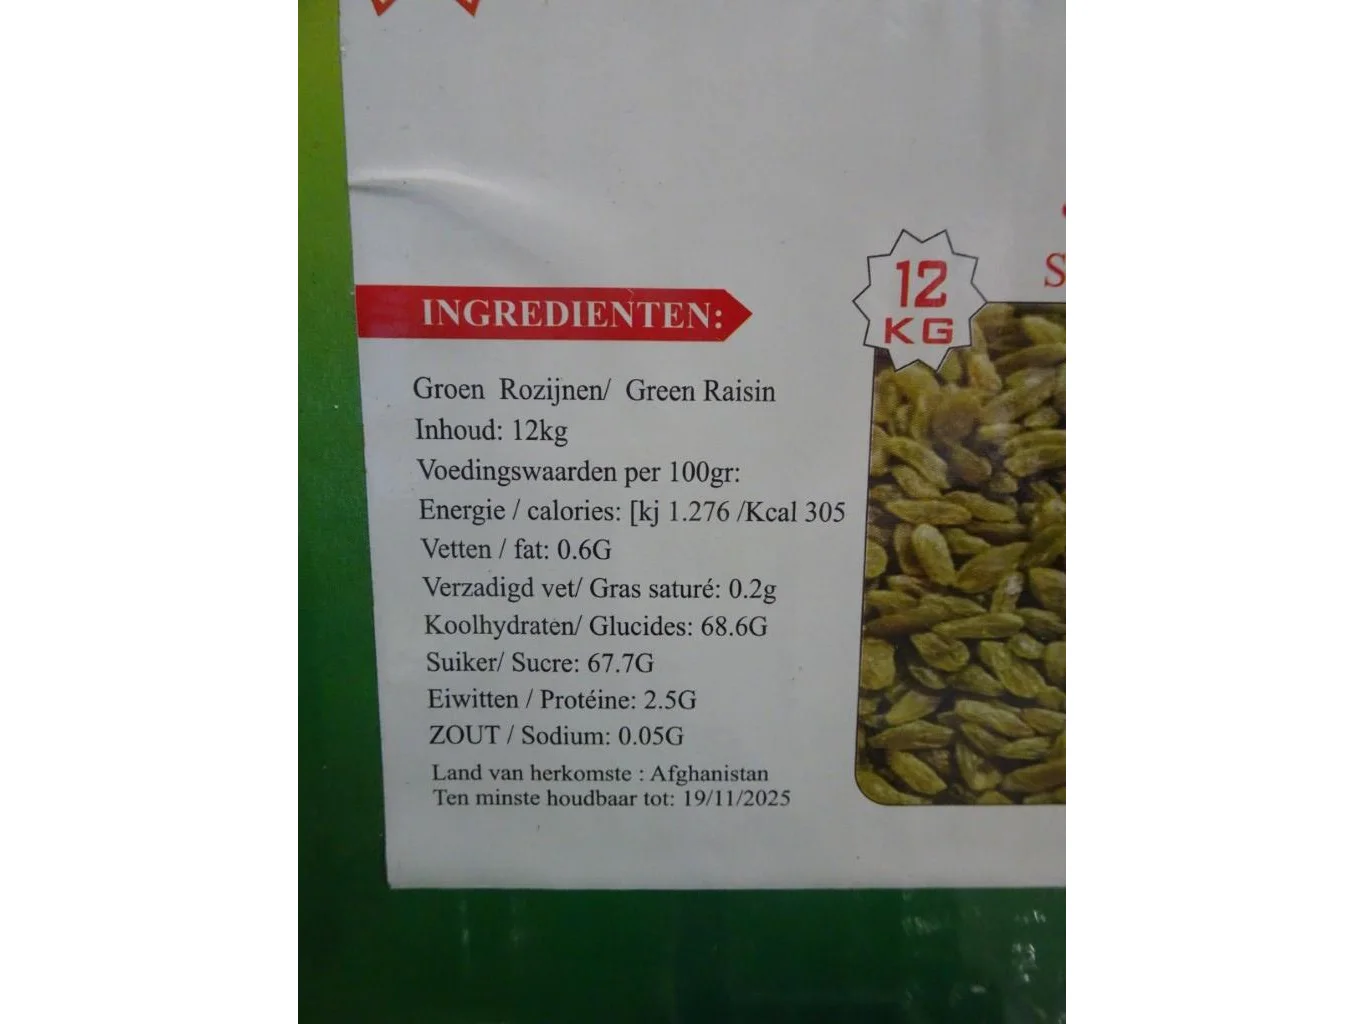 INGREDIENTEN:
12
KG
Groen Rozijnen/ Green Raisin
Inhoud: 12kg
Voedingswaarden per 100gr:
Energie / calories: [kj 1.276 /Kcal 305
Vetten / fat: 0.6G
Verzadigd vet/ Gras saturé: 0.2g
Koolhydraten/ Glucides: 68.6G
Suiker/ Sucre: 67.7G
Eiwitten / Protéine: 2.5G
ZOUT / Sodium: 0.05G
Land van herkomste : Afghanistan
Ten minste houdbaar tot: 19/11/2025